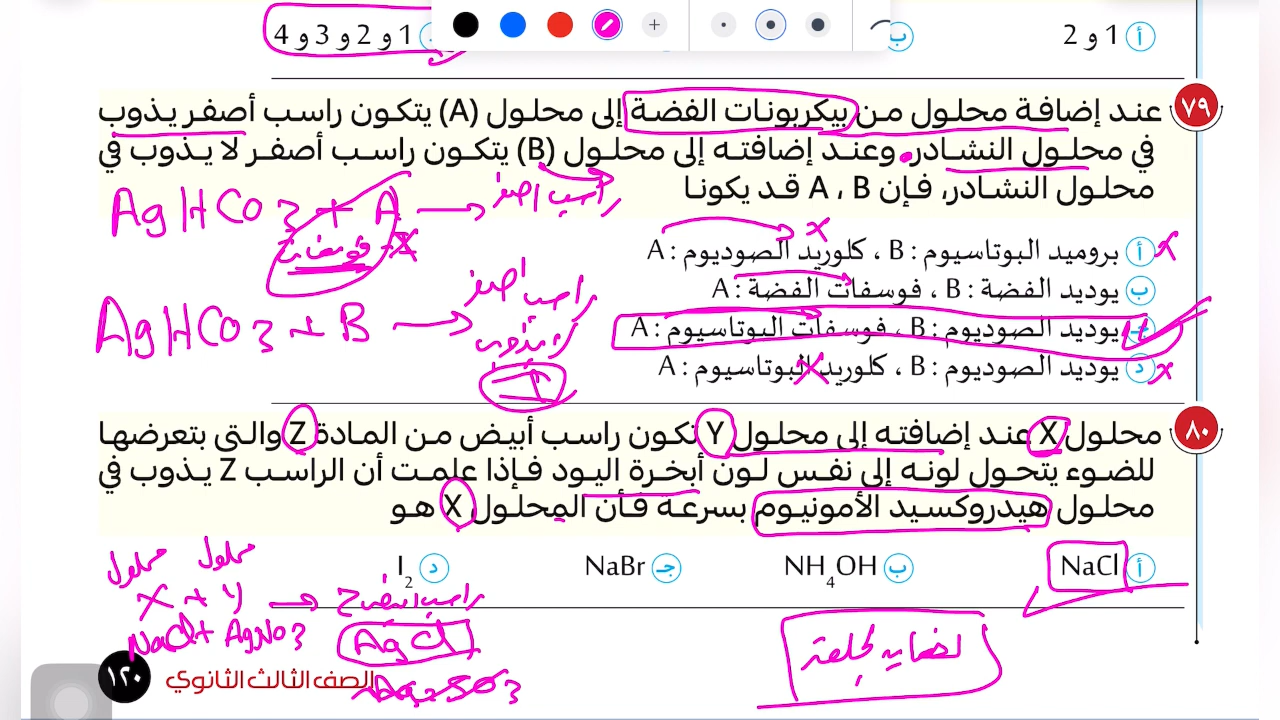 أ 1 و 2
ب
1 و 2 و 3 و 4
٧٩ عند إضافة محلول من بيكربونات الفضة إلى محلول (A) يتكون راسب أصفر يذوب
في محلول النشادر، وعند إضافته إلى محلول (B) يتكون راسب أصفر لا يذوب في
محلول النشادر، فإن A ، B قد يكونا
أ بروميد البوتاسيوم : B ، كلوريد الصوديوم : A
ب يوديد الفضة : B ، فوسفات الفضة : A
جـ يوديد الصوديوم : B ، فوسفات البوتاسيوم : A
د يوديد الصوديوم : B ، كلوريد البوتاسيوم : A
AgHCO3 + A → راسب اصفر
AgHCO3 + B → راسب اصفر
لا يذوب
I
٨٠ محلول X عند إضافته إلى محلول Y تكون راسب أبيض من المادة Z والتي بتعرضها
للضوء يتحول لونه إلى نفس لون أبخرة اليود فإذا علمت أن الراسب Z يذوب في
محلول هيدروكسيد الأمونيوم بسرعة فأن المحلول X هو
أ NaCl
ب NH4OH
جـ NaBr
د I2
محلول محلول
X + Y → راسب ابيض Z
NaCl + AgNO3 AgCl
١٢٠ الصف الثالث الثانوي